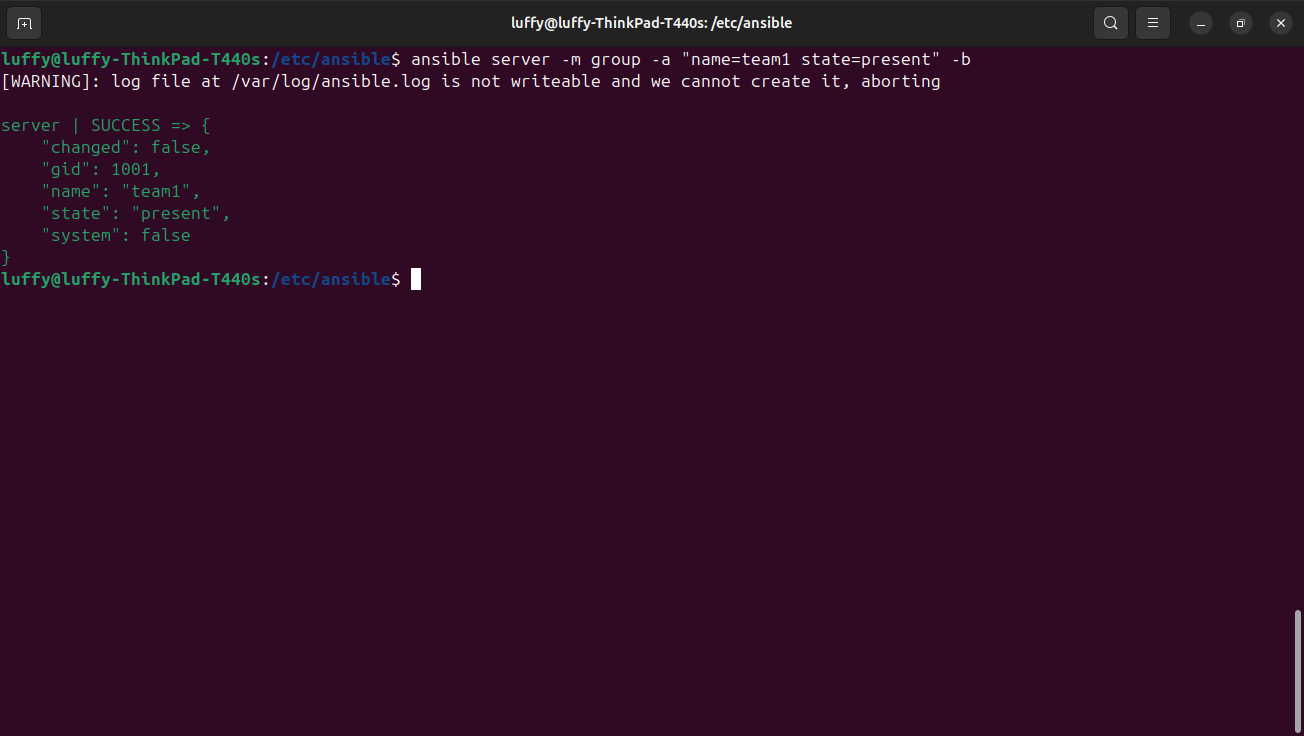 luffy@luffy-ThinkPad-T440s: /etc/ansible
luffy@luffy-ThinkPad-T440s:/etc/ansible$ ansible server -m group -a "name=team1 state=present" -b
[WARNING]: log file at /var/log/ansible.log is not writeable and we cannot create it, aborting
server | SUCCESS => {
    "changed": false,
    "gid": 1001,
    "name": "team1",
    "state": "present",
    "system": false
}
luffy@luffy-ThinkPad-T440s:/etc/ansible$